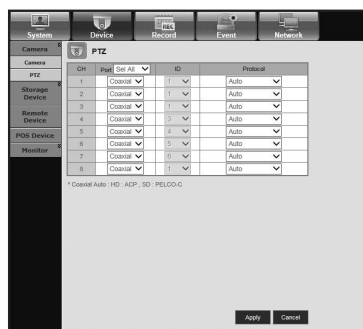 System Device Record Event Network
REC
Camera
Camera
PTZ
Storage Device
Remote Device
POS Device
Monitor
PTZ
CH Port Sel All ID Protocol
1 Coaxial 1 Auto
2 Coaxial 1 Auto
3 Coaxial 1 Auto
4 Coaxial 3 Auto
5 Coaxial 4 Auto
6 Coaxial 5 Auto
7 Coaxial 6 Auto
8 Coaxial 1 Auto
* Coaxial Auto : HD : ACP , SD : PELCO-C
Apply Cancel